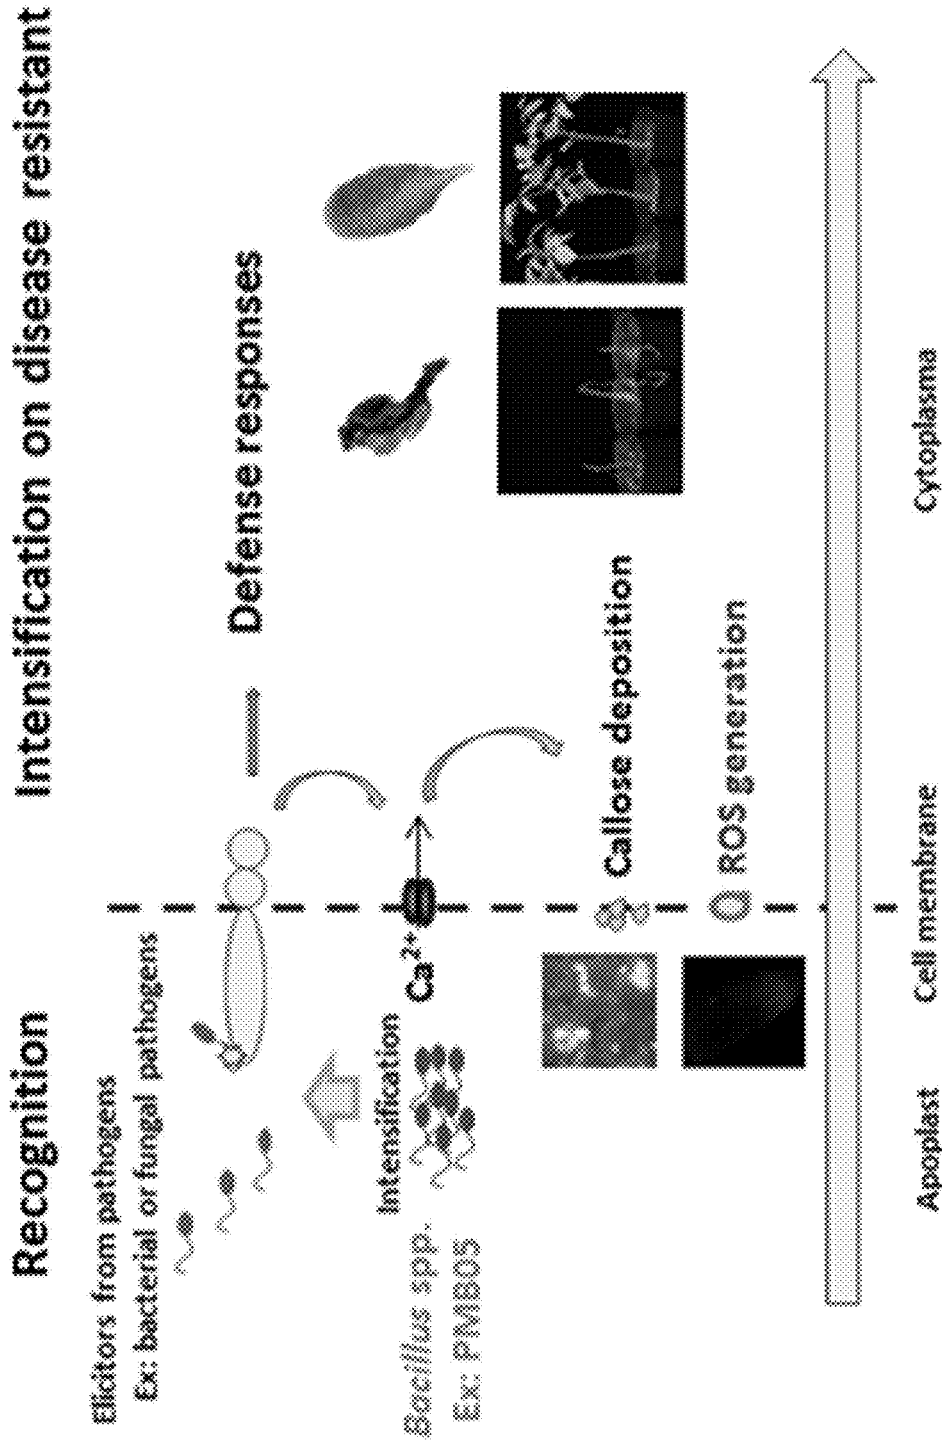 Recognition
Intensification on disease resistant
Elicitors from pathogens
Ex: bacterial or fungal pathogens
Defense responses
Intensification
Bacillus spp.
Ex: PMB05
Ca2+
Callose deposition
ROS generation
Apoplast
Cell membrane
Cytoplasma